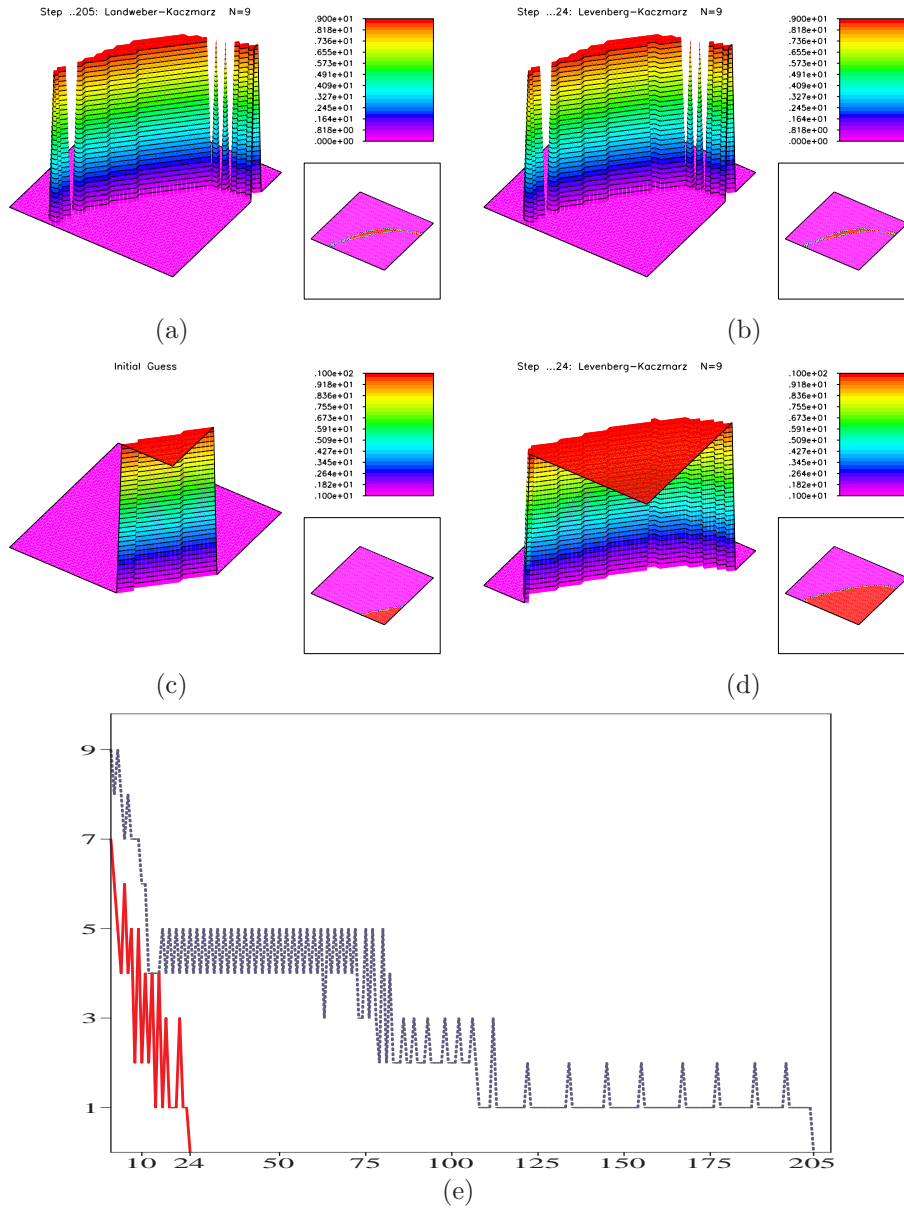 Step ..205: Landweber-Kaczmarz N=9
.900e+01
.818e+01
.736e+01
.655e+01
.573e+01
.491e+01
.409e+01
.327e+01
.245e+01
.164e+01
.818e+00
.000e+00
(a)
Step ...24: Levenberg-Kaczmarz N=9
.900e+01
.818e+01
.736e+01
.655e+01
.573e+01
.491e+01
.409e+01
.327e+01
.245e+01
.164e+01
.818e+00
.000e+00
(b)
Initial Guess
.100e+02
.918e+01
.836e+01
.755e+01
.673e+01
.591e+01
.509e+01
.427e+01
.345e+01
.264e+01
.182e+01
.100e+01
(c)
Step ...24: Levenberg-Kaczmarz N=9
.100e+02
.918e+01
.836e+01
.755e+01
.673e+01
.591e+01
.509e+01
.427e+01
.345e+01
.264e+01
.182e+01
.100e+01
(d)
9
7
5
3
1
10 24 50 75 100 125 150 175 205
(e)